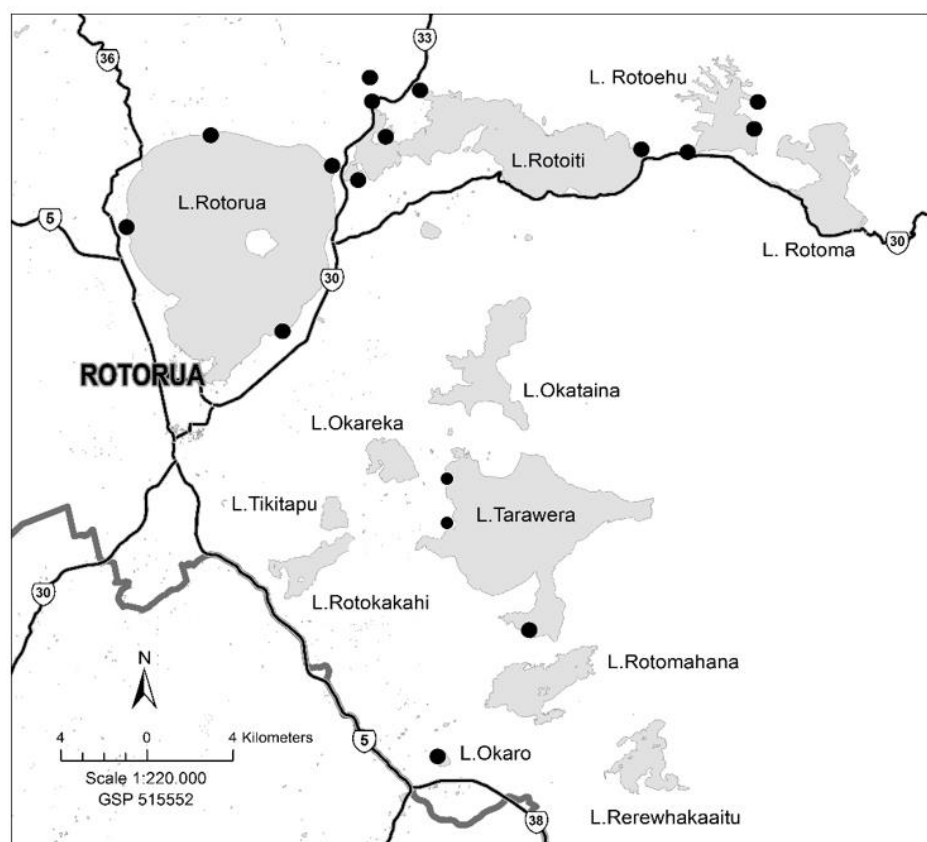 33
36
L. Rotoehu
L.Rotoiti
L.Rotorua
5
L. Rotoma
30
30
ROTORUA
L.Okataina
L.Okareka
L.Tikitapu
L.Tarawera
30
L.Rotokakahi
N
L.Rotomahana
4 0 4 Kilometers
5
L.Okaro
Scale 1:220.000
GSP 515552
L.Rerewhakaaitu
38